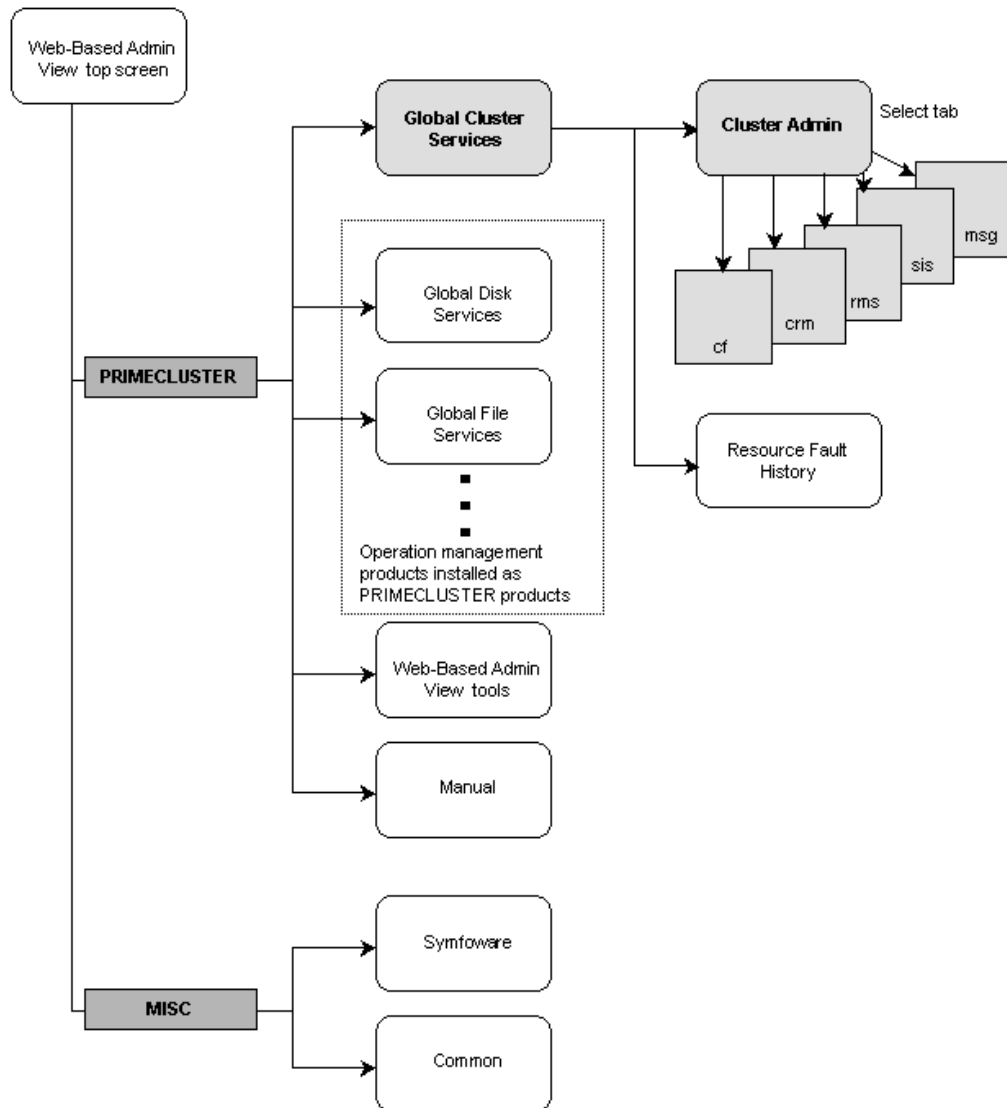 Web-Based Admin
View top screen
Global Cluster
Services
Cluster Admin
Select tab
msg
sis
rms
crm
cf
Global Disk
Services
PRIMECLUSTER
Global File
Services
Resource Fault
History
Operation management
products installed as
PRIMECLUSTER products
Web-Based Admin
View tools
Manual
Symfoware
MISC
Common